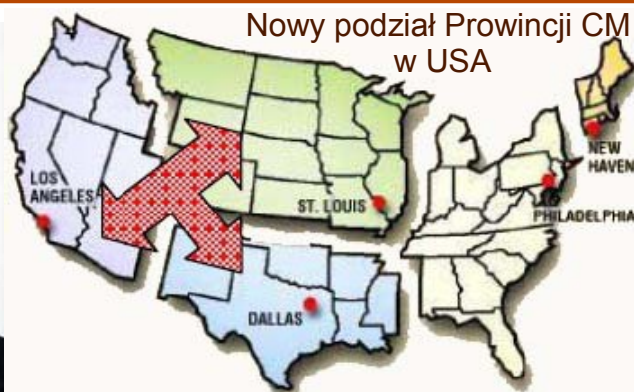 Nowy podział Prowincji CM
w USA
LOS
ANGELES
ST. LOUIS
DALLAS
NEW
HAVEN
PHILADELPHIA